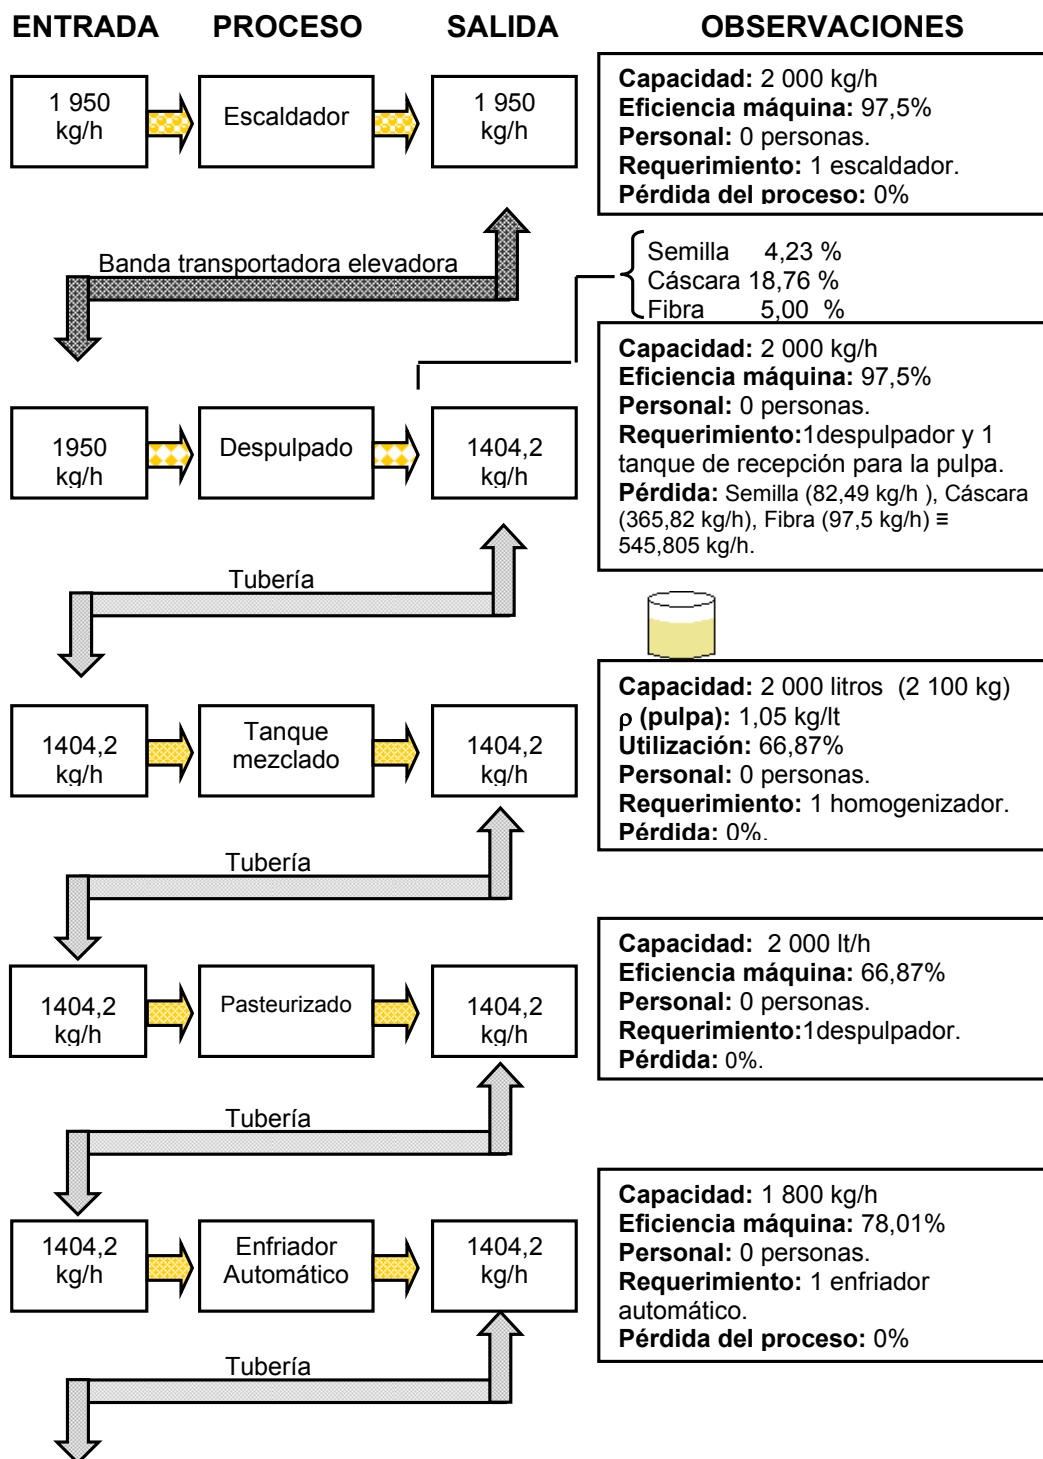 ENTRADA PROCESO SALIDA OBSERVACIONES
1 950
kg/h
Escaldador
1 950
kg/h
Capacidad: 2 000 kg/h
Eficiencia máquina: 97,5%
Personal: 0 personas.
Requerimiento: 1 escaldador.
Pérdida del proceso: 0%
Banda transportadora elevadora
Semilla 4,23 %
Cáscara 18,76 %
Fibra 5,00 %
1950
kg/h
Despulpado
1404,2
kg/h
Capacidad: 2 000 kg/h
Eficiencia máquina: 97,5%
Personal: 0 personas.
Requerimiento:1despulpador y 1
tanque de recepción para la pulpa.
Pérdida: Semilla (82,49 kg/h ), Cáscara
(365,82 kg/h), Fibra (97,5 kg/h) ≡
545,805 kg/h.
Tubería
1404,2
kg/h
Tanque
mezclado
1404,2
kg/h
Capacidad: 2 000 litros (2 100 kg)
ρ (pulpa): 1,05 kg/lt
Utilización: 66,87%
Personal: 0 personas.
Requerimiento: 1 homogenizador.
Pérdida: 0%.
Tubería
1404,2
kg/h
Pasteurizado
1404,2
kg/h
Capacidad: 2 000 lt/h
Eficiencia máquina: 66,87%
Personal: 0 personas.
Requerimiento:1despulpador.
Pérdida: 0%.
Tubería
1404,2
kg/h
Enfriador
Automático
1404,2
kg/h
Capacidad: 1 800 kg/h
Eficiencia máquina: 78,01%
Personal: 0 personas.
Requerimiento: 1 enfriador
automático.
Pérdida del proceso: 0%
Tubería